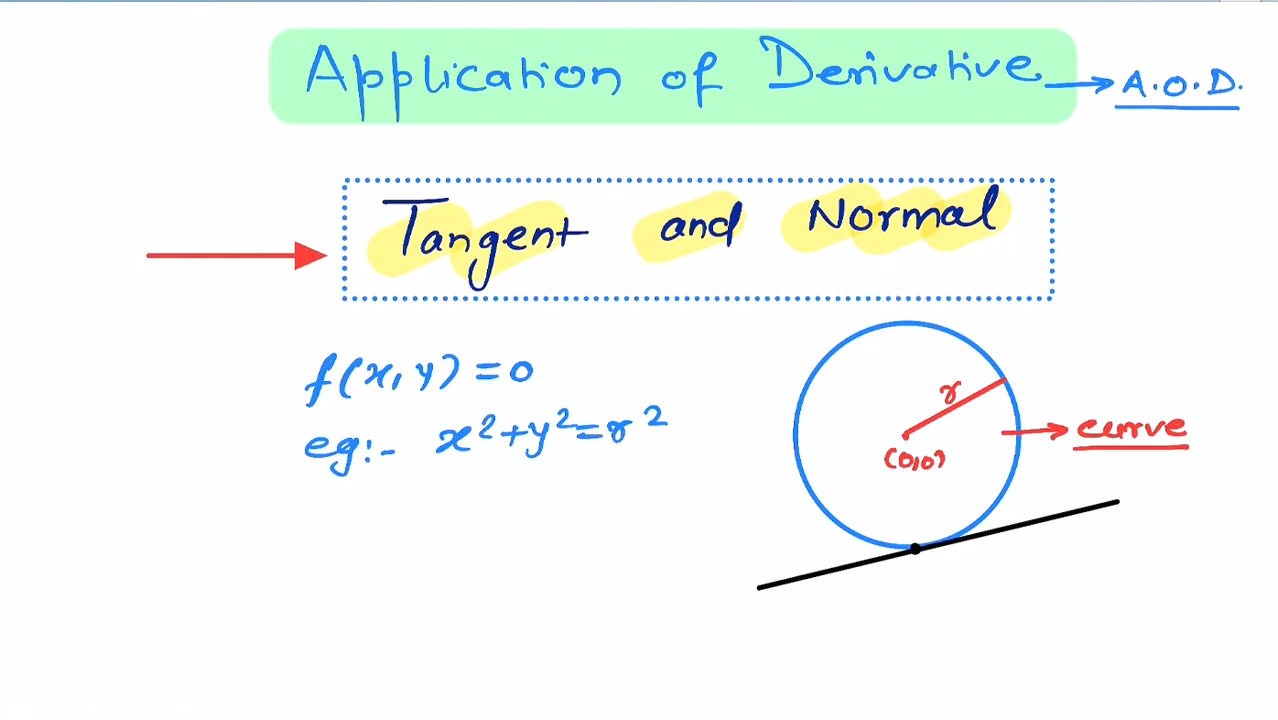 Application of Derivative → A.O.D.
Tangent and Normal
f(x,y)=0
eg:- x²+y²=r²
r
(0,0)
curve